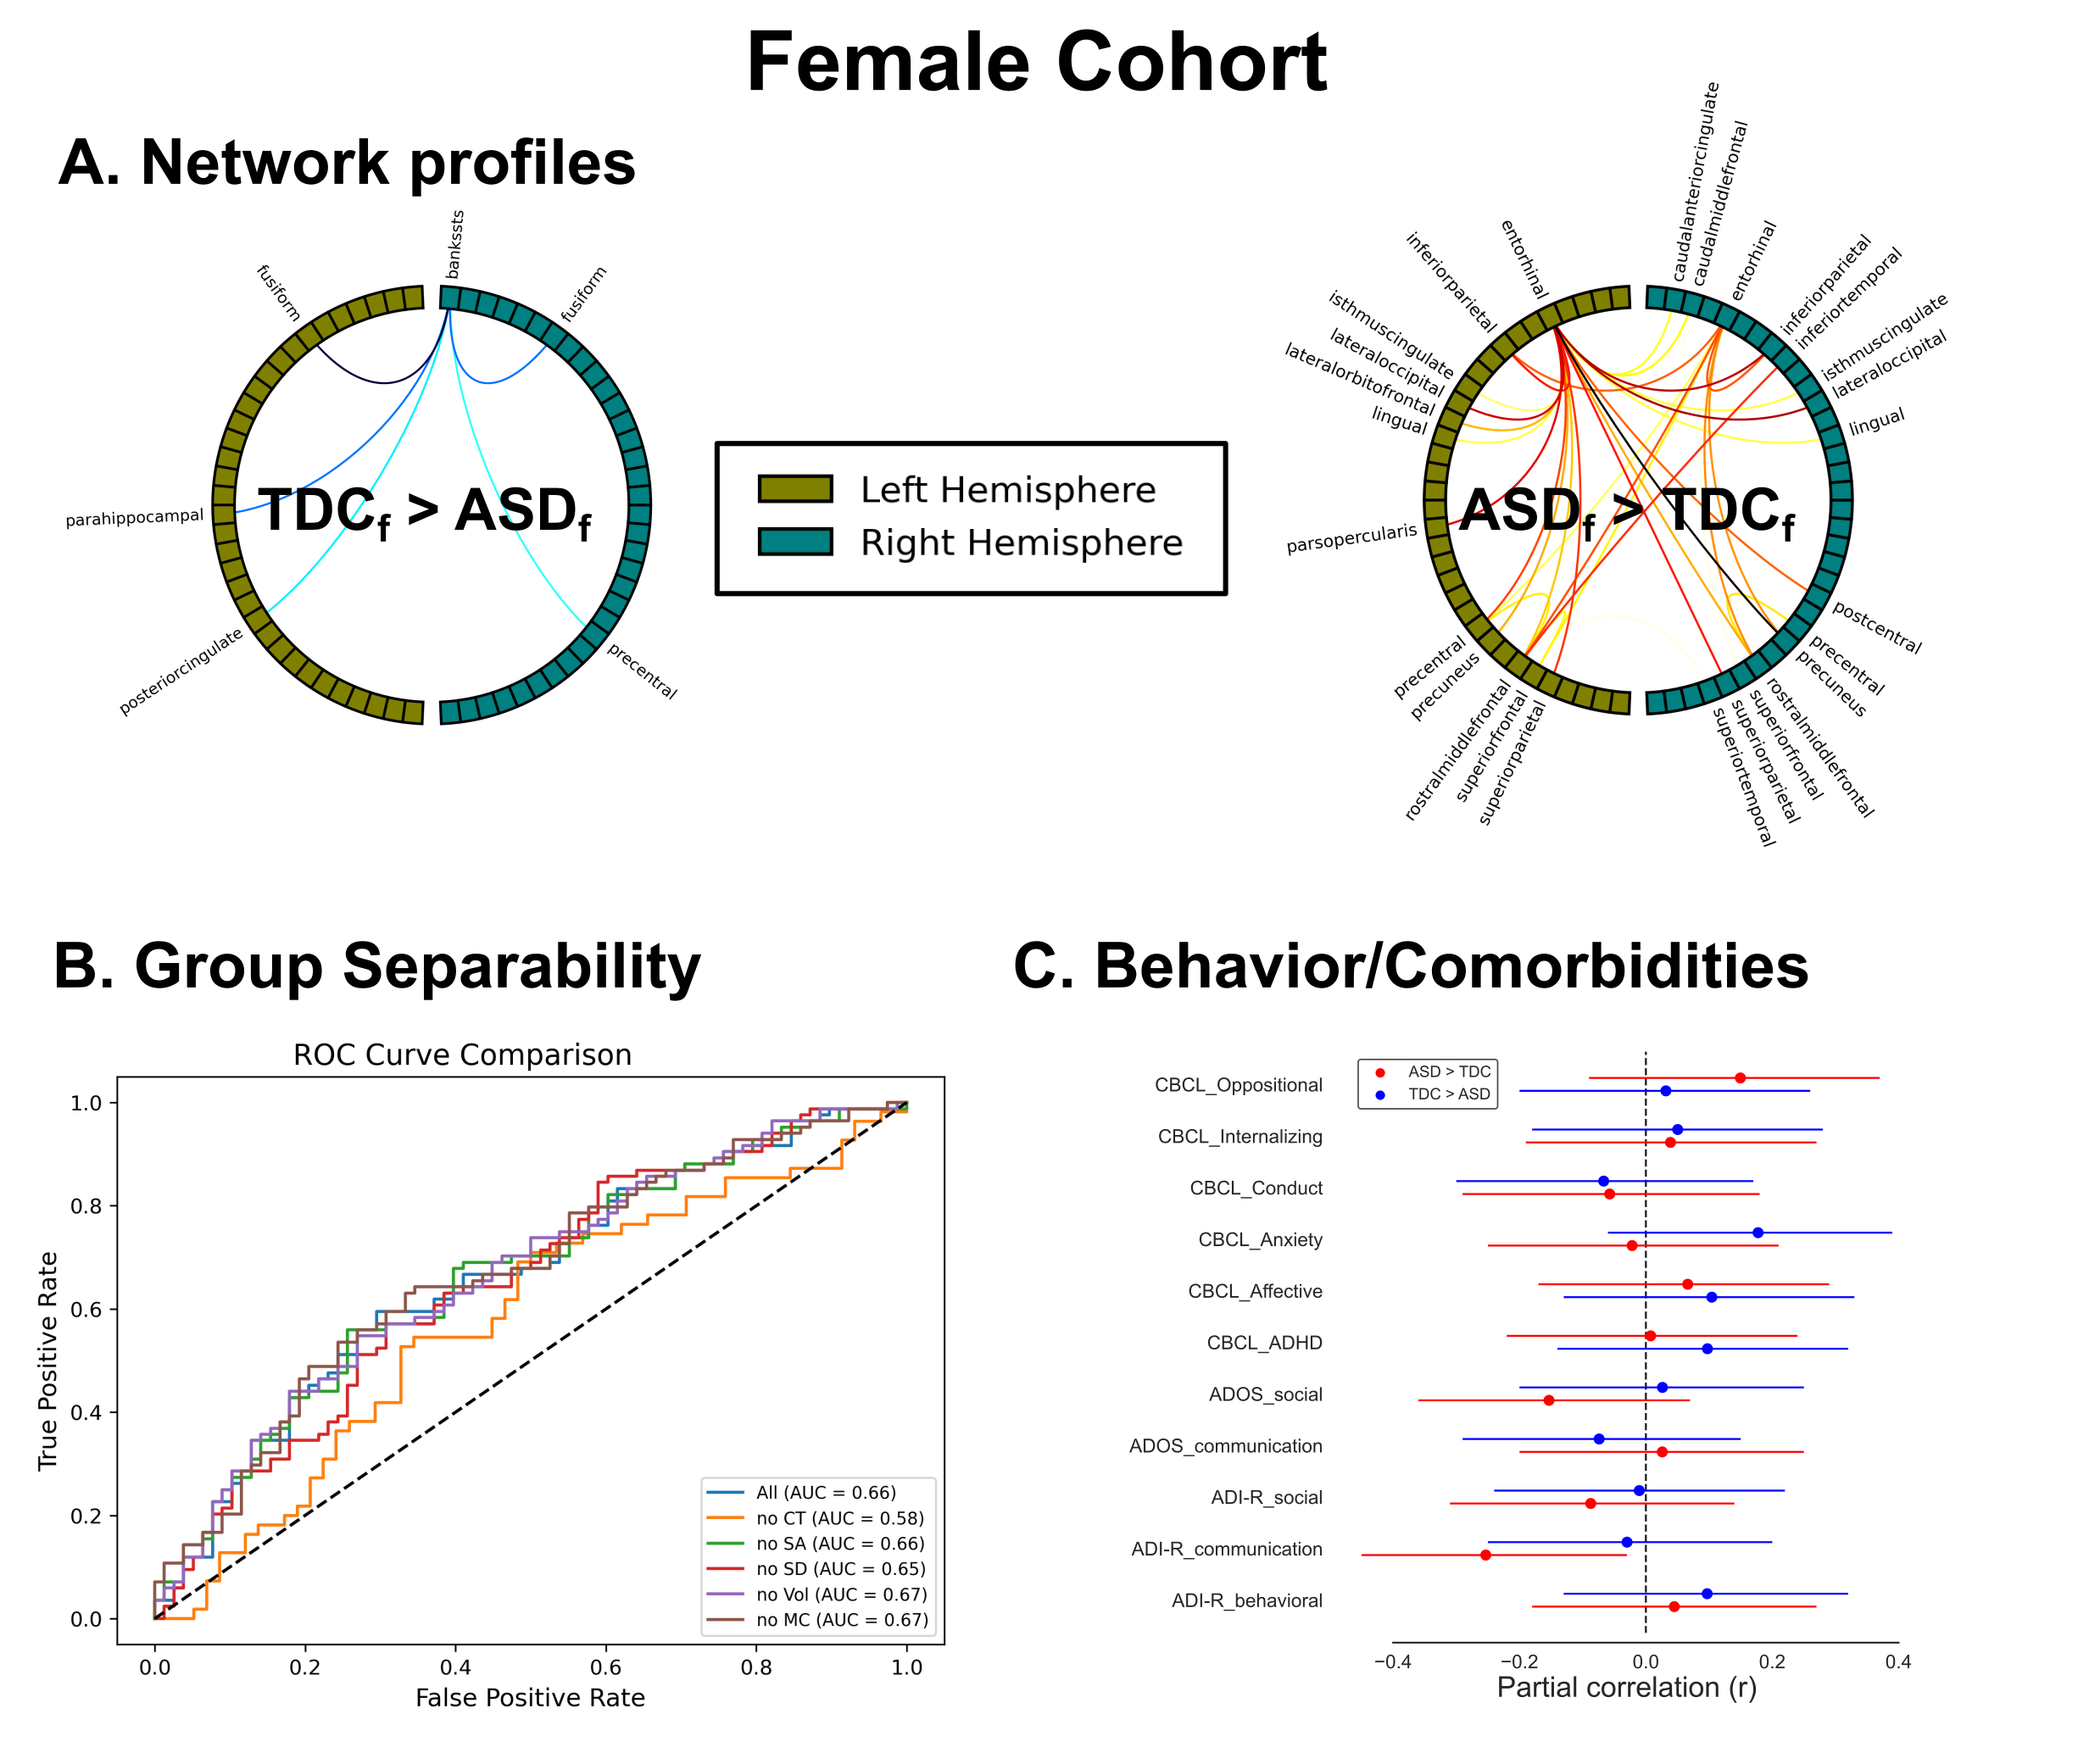 Female Cohort
A. Network profiles
bankssts
fusiform
fusiform
parahippocampal
posteriorcingulate
precentral
TDCf > ASDf
Left Hemisphere
Right Hemisphere
caudalanteriorcingulate
caudalmiddlefrontal
entorhinal
entorhinal
inferiorparietal
inferiorparietal
inferiortemporal
isthmuscingulate
isthmuscingulate
lateraloccipital
lateraloccipital
lateralorbitofrontal
lingual
lingual
parsopercularis
ASDf > TDCf
postcentral
precentral
precuneus
precentral
precuneus
rostralmiddlefrontal
superiorfrontal
superiorparietal
rostralmiddlefrontal
superiorfrontal
superiorparietal
superiortemporal
B. Group Separability
ROC Curve Comparison
True Positive Rate
1.0
0.8
0.6
0.4
0.2
0.0
0.0 0.2 0.4 0.6 0.8 1.0
False Positive Rate
All (AUC = 0.66)
no CT (AUC = 0.58)
no SA (AUC = 0.66)
no SD (AUC = 0.65)
no Vol (AUC = 0.67)
no MC (AUC = 0.67)
C. Behavior/Comorbidities
ASD > TDC
TDC > ASD
CBCL_Oppositional
CBCL_Internalizing
CBCL_Conduct
CBCL_Anxiety
CBCL_Affective
CBCL_ADHD
ADOS_social
ADOS_communication
ADI-R_social
ADI-R_communication
ADI-R_behavioral
−0.4 −0.2 0.0 0.2 0.4
Partial correlation (r)